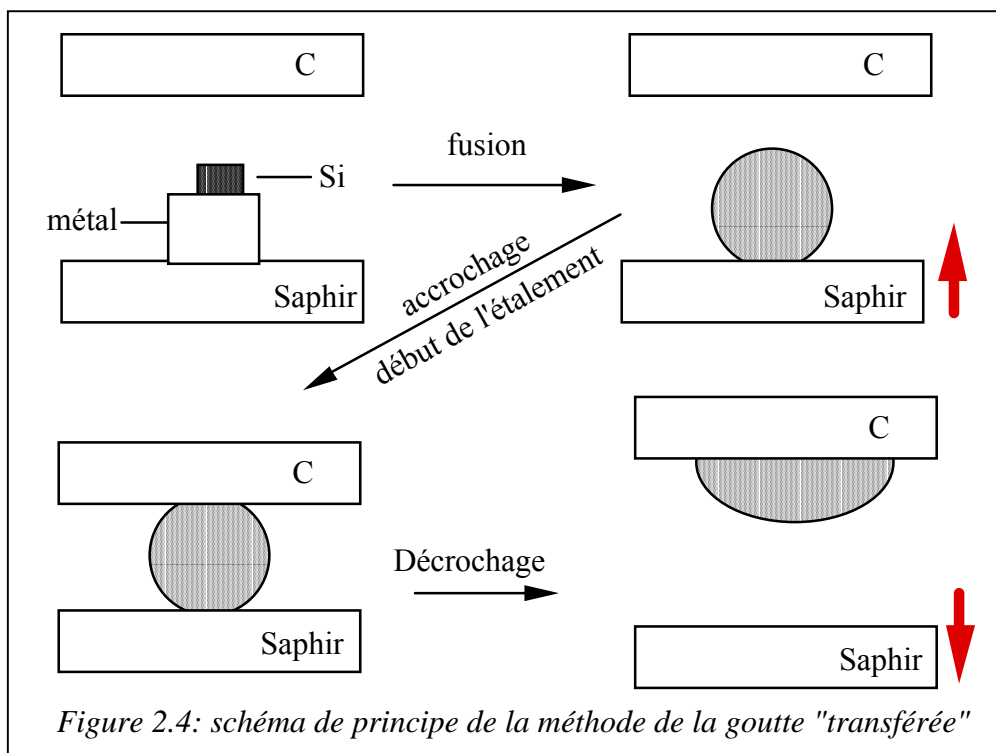 C
C
fusion
Si
métal
Saphir
Saphir
accrochage
début de l'étalement
C
C
Décrochage
Saphir
Saphir
Figure 2.4: schéma de principe de la méthode de la goutte "transférée"